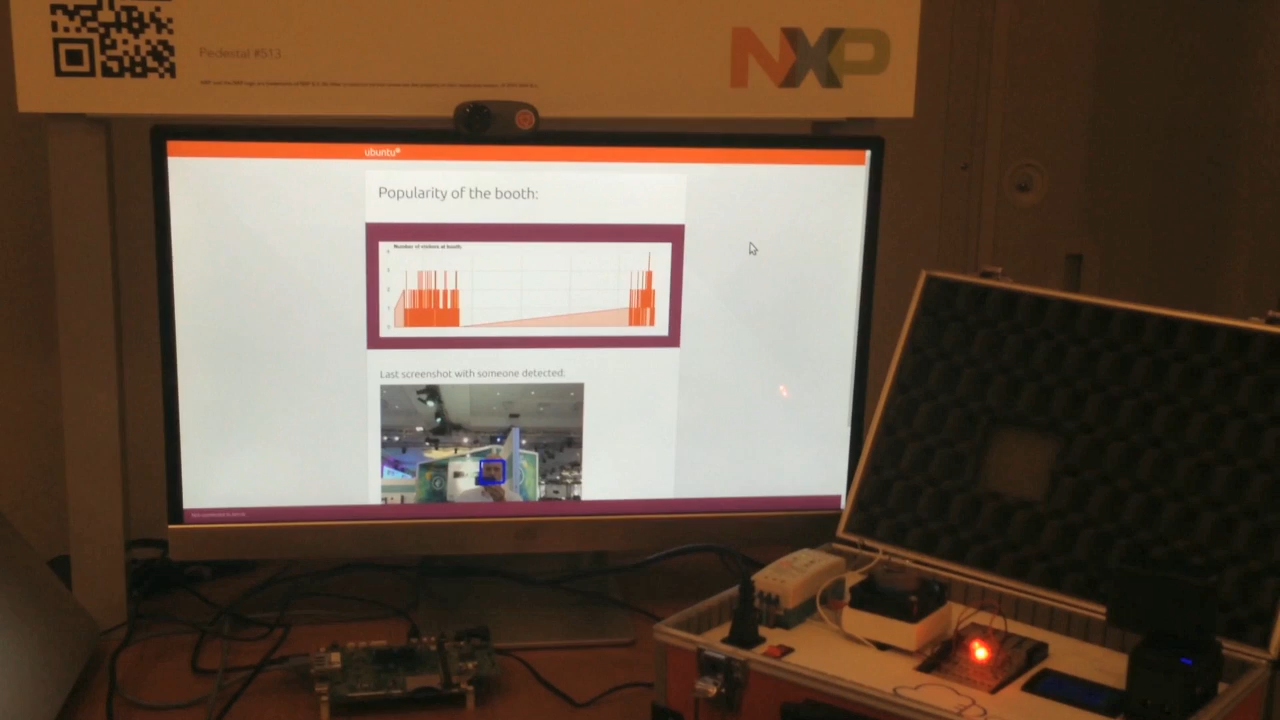 Pedestal #513
NXP
ubuntu
Popularity of the booth:
Number of visitors at booth
Last screenshot with someone detected: